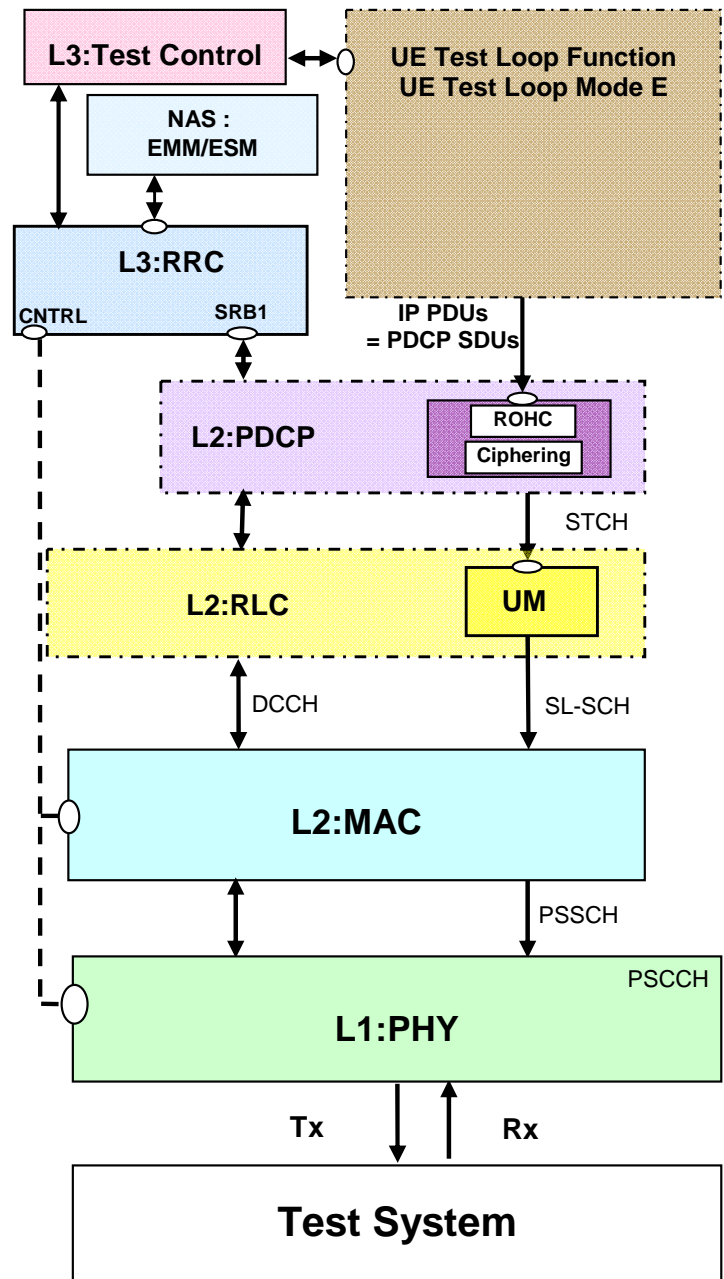 L3:Test Control
UE Test Loop Function
UE Test Loop Mode E
NAS :
EMM/ESM
L3:RRC
CNTRL
SRB1
IP PDUs
= PDCP SDUs
L2:PDCP
ROHC
Ciphering
STCH
L2:RLC
UM
DCCH
SL-SCH
L2:MAC
PSSCH
PSCCH
L1:PHY
Tx
Rx
Test System